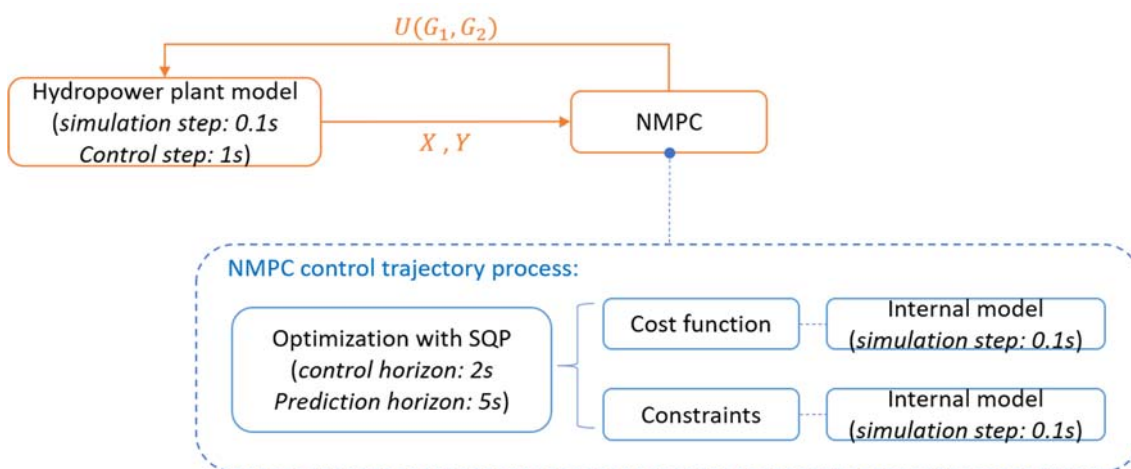 U(G₁, G₂)
Hydropower plant model
(simulation step: 0.1s
Control step: 1s)
X , Y
NMPC
NMPC control trajectory process:
Optimization with SQP
(control horizon: 2s
Prediction horizon: 5s)
Cost function
Internal model
(simulation step: 0.1s)
Constraints
Internal model
(simulation step: 0.1s)